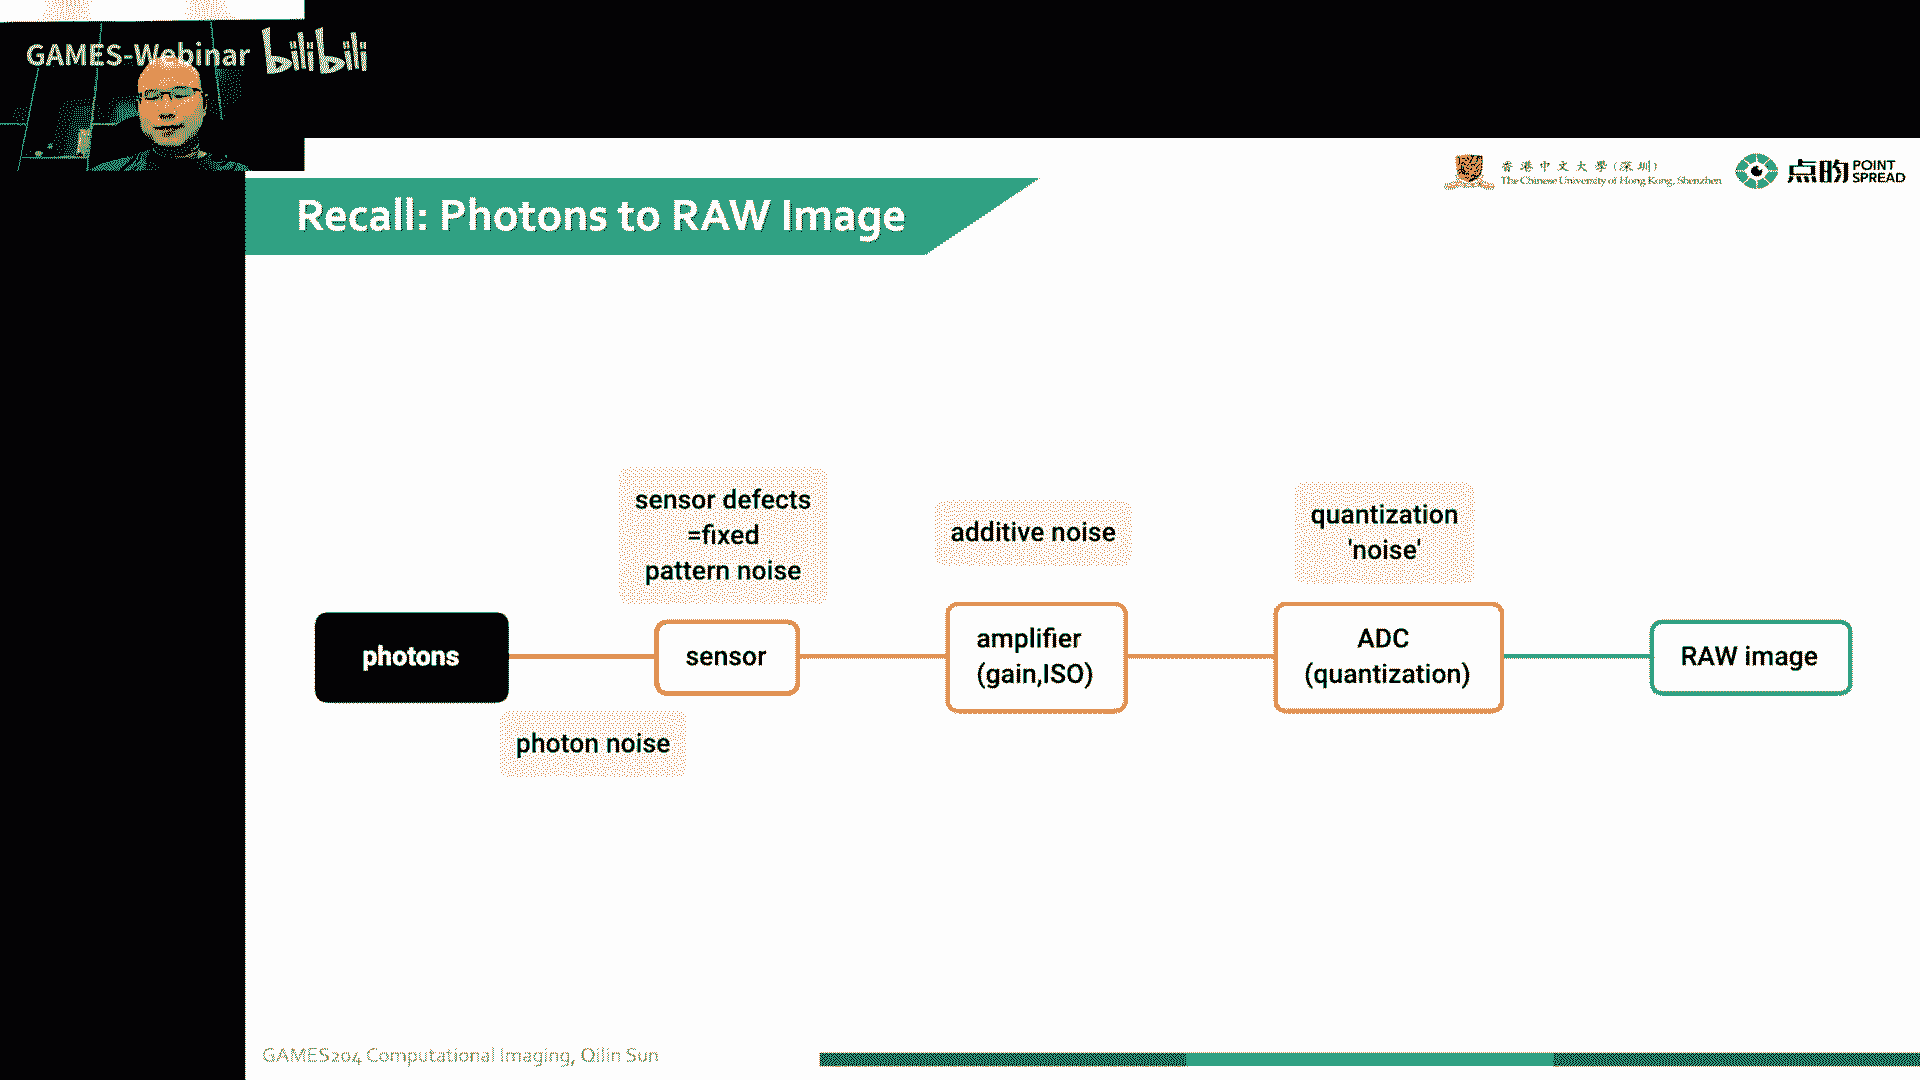 GAMES-Webinar bilibili
香港中文大學(深圳)
The Chinese University of Hong Kong, Shenzhen
点昀 POINT
SPREAD
Recall: Photons to RAW Image
sensor defects
=fixed
pattern noise
additive noise
quantization
'noise'
photons
sensor
amplifier
(gain,ISO)
ADC
(quantization)
RAW image
photon noise
GAMES204 Computational Imaging, Qilin Sun